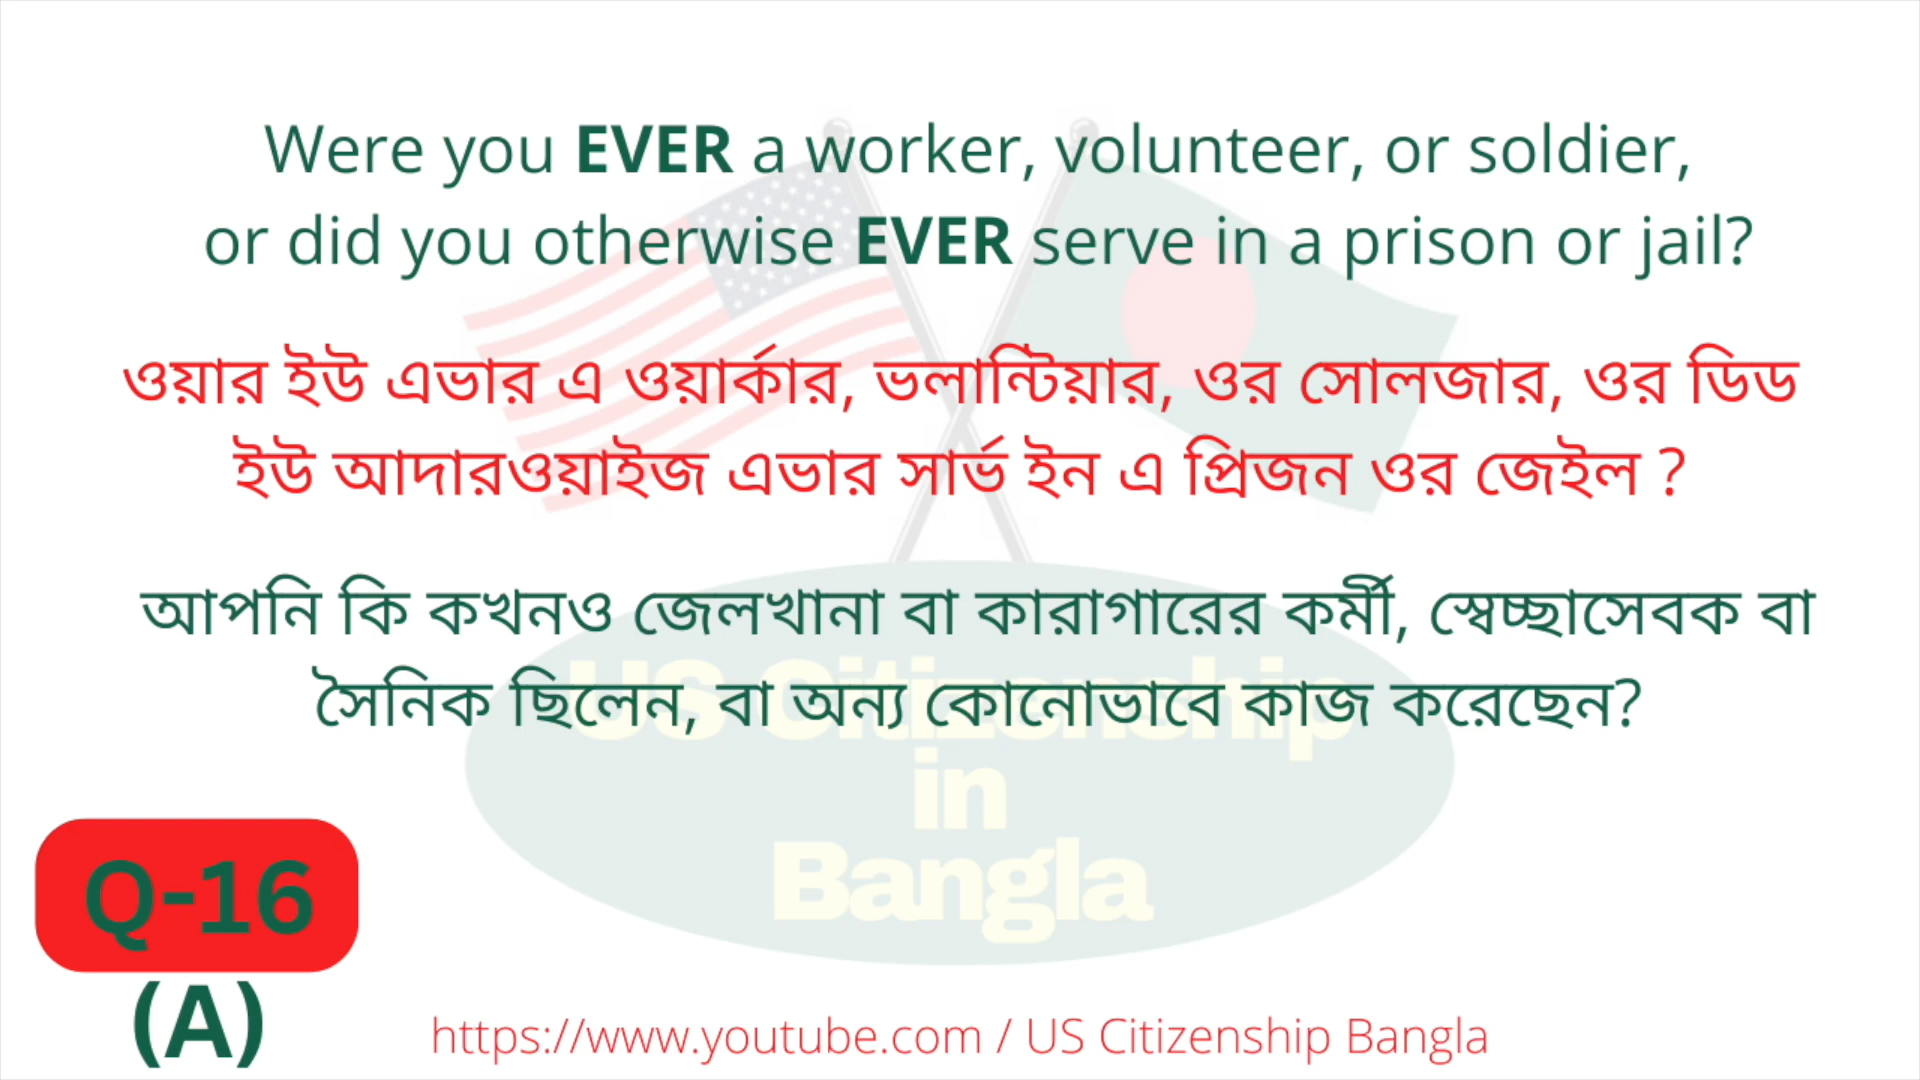 Were you EVER a worker, volunteer, or soldier,
or did you otherwise EVER serve in a prison or jail?
ওয়ার ইউ এভার এ ওয়ার্কার, ভলান্টিয়ার, ওর সোলজার, ওর ডিড
ইউ আদারওয়াইজ এভার সার্ভ ইন এ প্রিজন ওর জেইল ?
আপনি কি কখনও জেলখানা বা কারাগারের কর্মী, স্বেচ্ছাসেবক বা
সৈনিক ছিলেন, বা অন্য কোনোভাবে কাজ করেছেন?
US Citizenship
in
Bangla
Q-16
(A)
https://www.youtube.com / US Citizenship Bangla